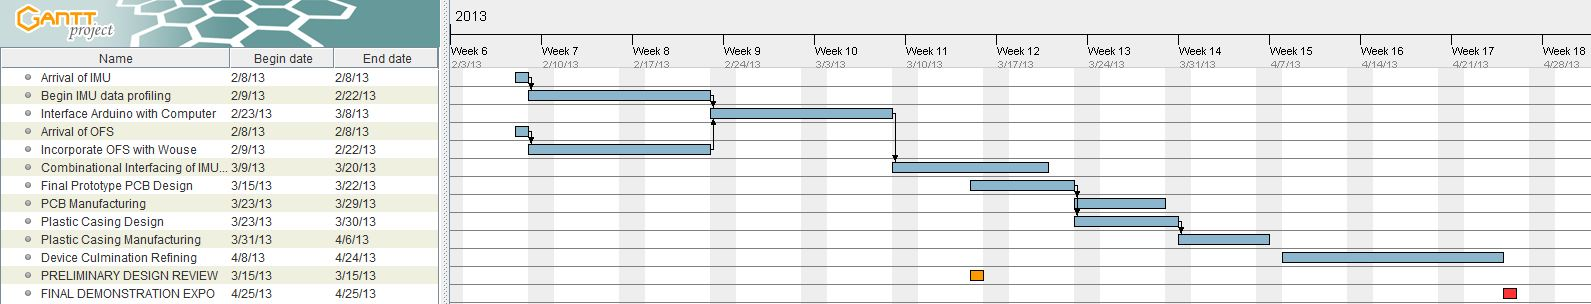 GANTT
project
2013
Week 6 Week 7 Week 8 Week 9 Week 10 Week 11 Week 12 Week 13 Week 14 Week 15 Week 16 Week 17 Week 18
2/3/13 2/10/13 2/17/13 2/24/13 3/3/13 3/10/13 3/17/13 3/24/13 3/31/13 4/7/13 4/14/13 4/21/13 4/28/13
Name Begin date End date
Arrival of IMU 2/8/13 2/8/13
Begin IMU data profiling 2/9/13 2/22/13
Interface Arduino with Computer 2/23/13 3/8/13
Arrival of OFS 2/8/13 2/8/13
Incorporate OFS with Wouse 2/9/13 2/22/13
Combinational Interfacing of IMU... 3/9/13 3/20/13
Final Prototype PCB Design 3/15/13 3/22/13
PCB Manufacturing 3/23/13 3/29/13
Plastic Casing Design 3/23/13 3/30/13
Plastic Casing Manufacturing 3/31/13 4/6/13
Device Culmination Refining 4/8/13 4/24/13
PRELIMINARY DESIGN REVIEW 3/15/13 3/15/13
FINAL DEMONSTRATION EXPO 4/25/13 4/25/13